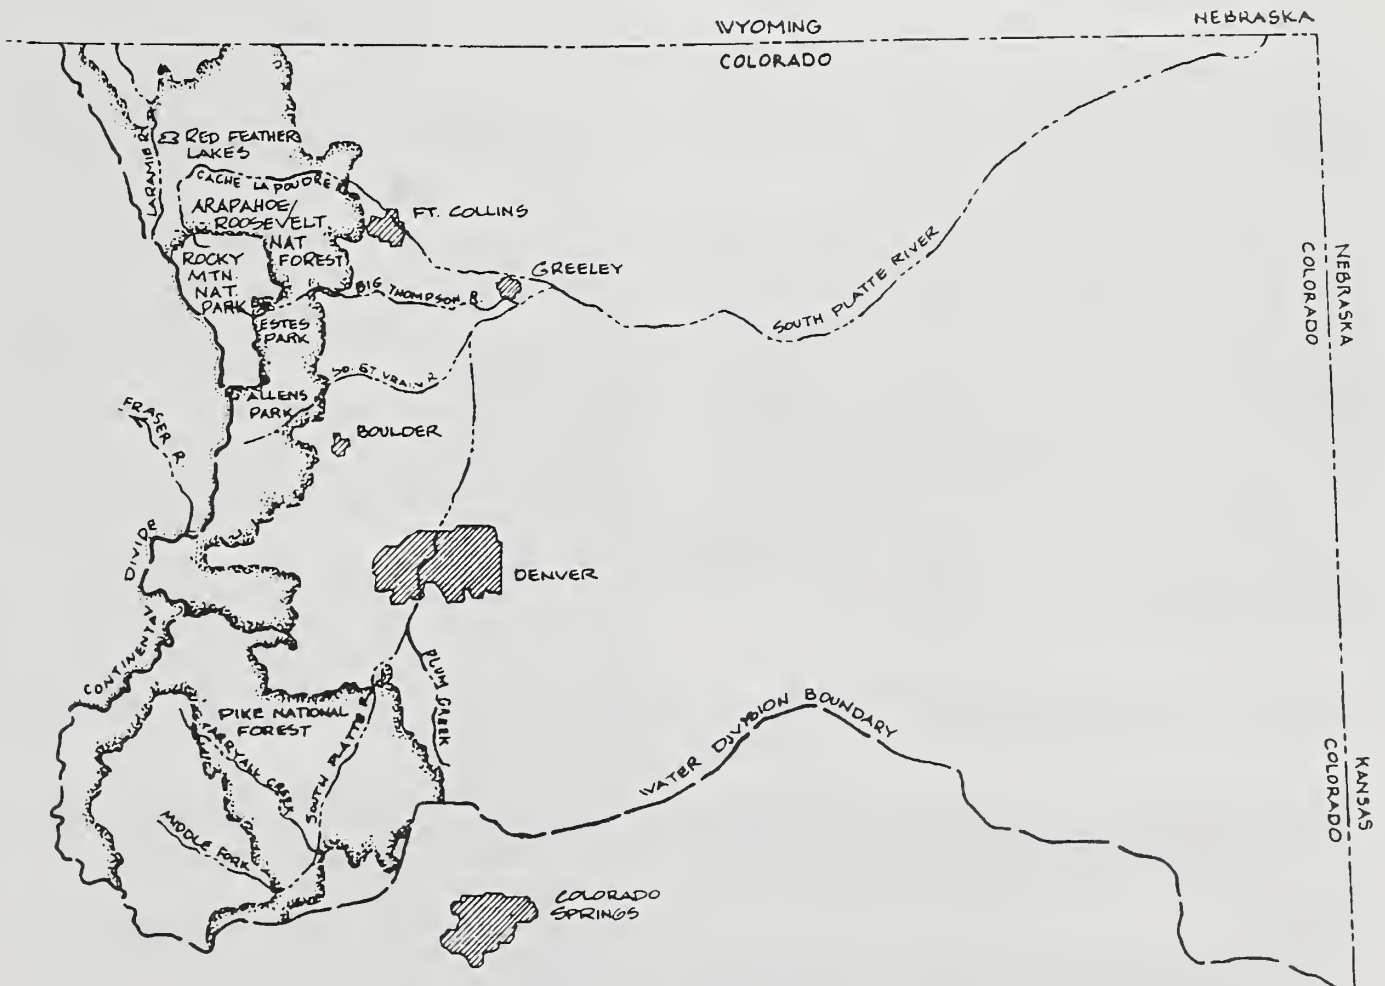 WYOMING
NEBRASKA
COLORADO
RED FEATHER
LAKES
LARAMIE R.
CACHE LA POUDRE R.
ARAPAHOE/
ROOSEVELT
NAT
FOREST
FT. COLLINS
ROCKY
MTN.
NAT.
PARK
GREELEY
BIG THOMPSON R.
SOUTH PLATTE RIVER
NEBRASKA
COLORADO
ESTES
PARK
SO. ST. VRAIN R.
ALLENS
PARK
FRASER R.
BOULDER
CONTINENTAL DIVIDE
DENVER
PLUM CREEK
PIKE NATIONAL
FOREST
TARRYALL CREEK
SOUTH PLATTE R.
MIDDLE FORK
WATER DIVISION BOUNDARY
KANSAS
COLORADO
COLORADO
SPRINGS